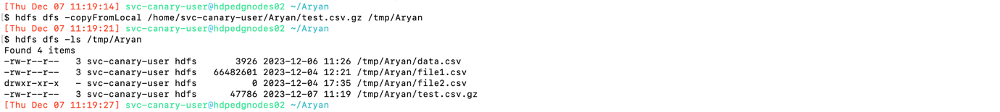 [Thu Dec 07 11:19:14] svc-canary-user@hdpedgnodes02 ~/Aryan
[$ hdfs dfs -copyFromLocal /home/svc-canary-user/Aryan/test.csv.gz /tmp/Aryan
[Thu Dec 07 11:19:21] svc-canary-user@hdpedgnodes02 ~/Aryan
[$ hdfs dfs -ls /tmp/Aryan
Found 4 items
-rw-r--r--   3 svc-canary-user hdfs       3926 2023-12-06 11:26 /tmp/Aryan/data.csv
-rw-r--r--   3 svc-canary-user hdfs   66482601 2023-12-04 12:21 /tmp/Aryan/file1.csv
drwxr-xr-x   - svc-canary-user hdfs          0 2023-12-04 17:35 /tmp/Aryan/file2.csv
-rw-r--r--   3 svc-canary-user hdfs      47786 2023-12-07 11:19 /tmp/Aryan/test.csv.gz
[Thu Dec 07 11:19:27] svc-canary-user@hdpedgnodes02 ~/Aryan